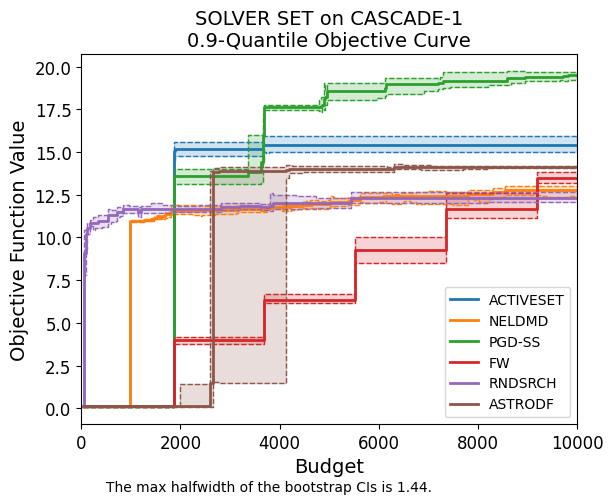 SOLVER SET on CASCADE-1
0.9-Quantile Objective Curve
Objective Function Value
20.0
17.5
15.0
12.5
10.0
7.5
5.0
2.5
0.0
ACTIVESET
NELDMD
PGD-SS
FW
RNDSRCH
ASTRODF
0 2000 4000 6000 8000 10000
Budget
The max halfwidth of the bootstrap CIs is 1.44.